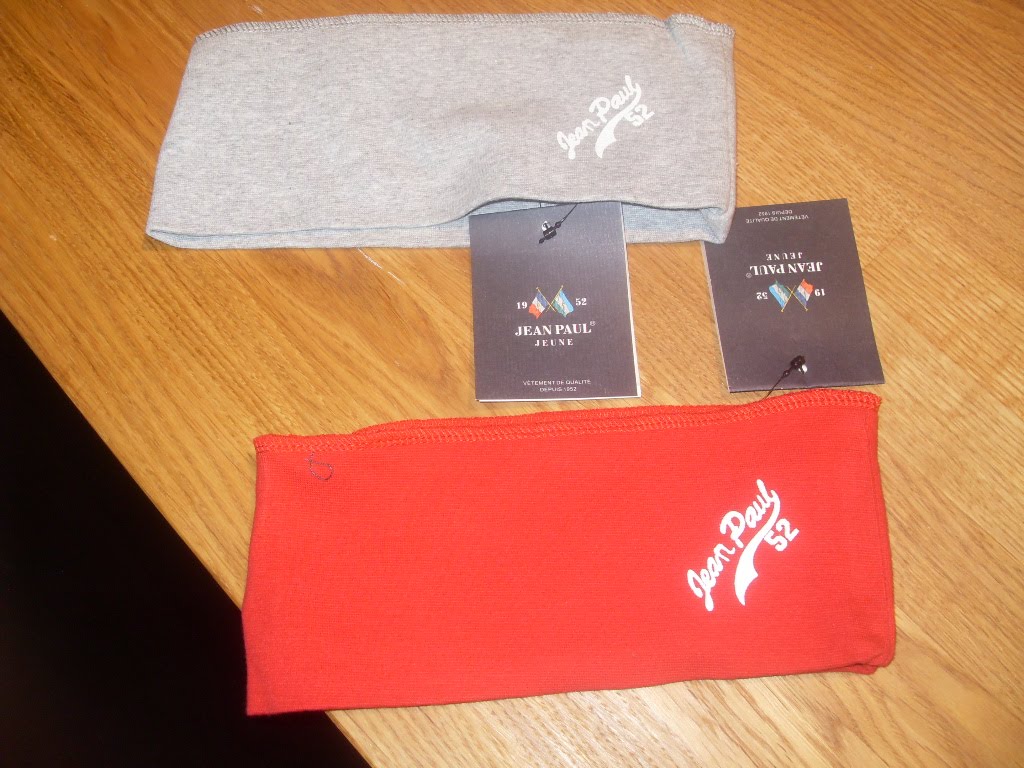 Jean Paul
52
19 52
JEAN PAUL®
JEUNE
VÊTEMENT DE QUALITÉ
DEPUIS 1952
VÊTEMENT DE QUALITÉ
DEPUIS 1952
JEAN PAUL®
JEUNE
19 52
Jean Paul
52